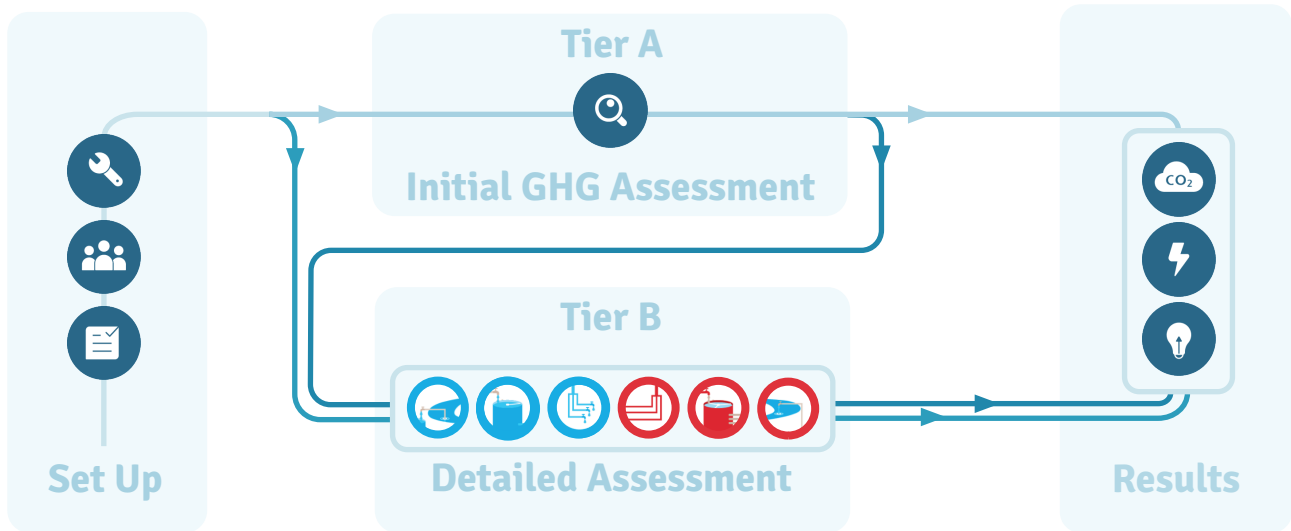 Tier A
Initial GHG Assessment
CO₂
Tier B
Set Up
Detailed Assessment
Results